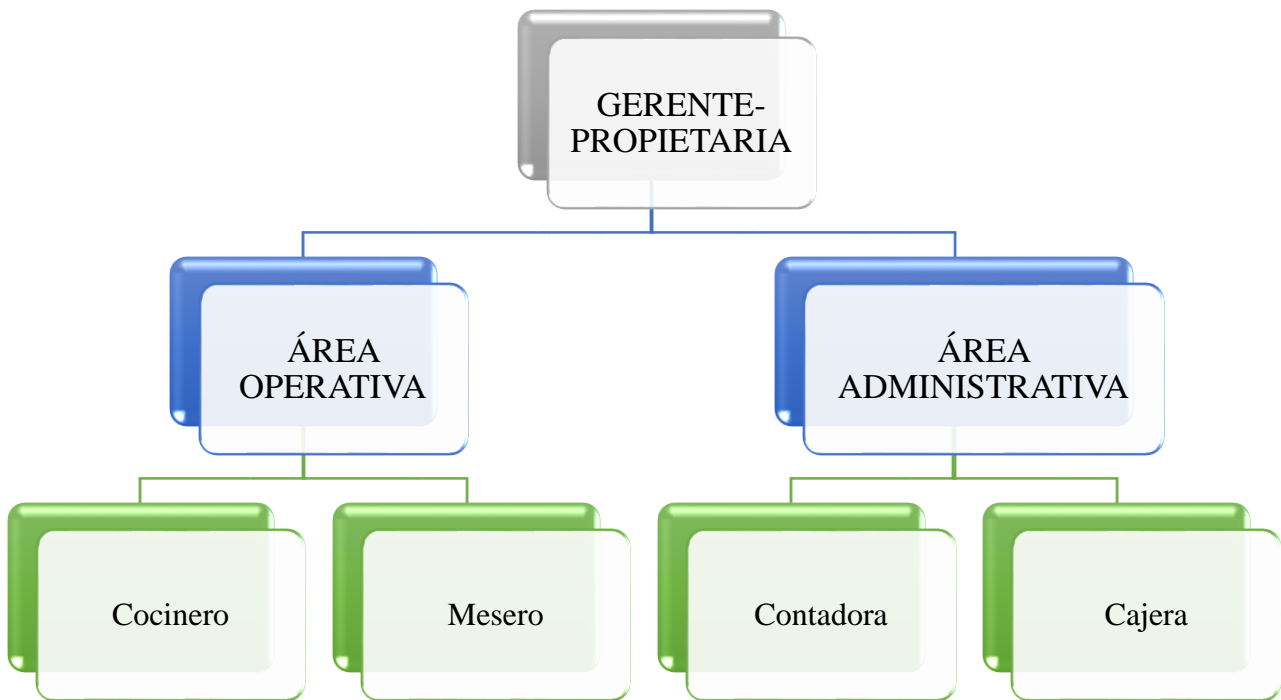 GERENTE-
PROPIETARIA
ÁREA
OPERATIVA
ÁREA
ADMINISTRATIVA
Cocinero
Mesero
Contadora
Cajera